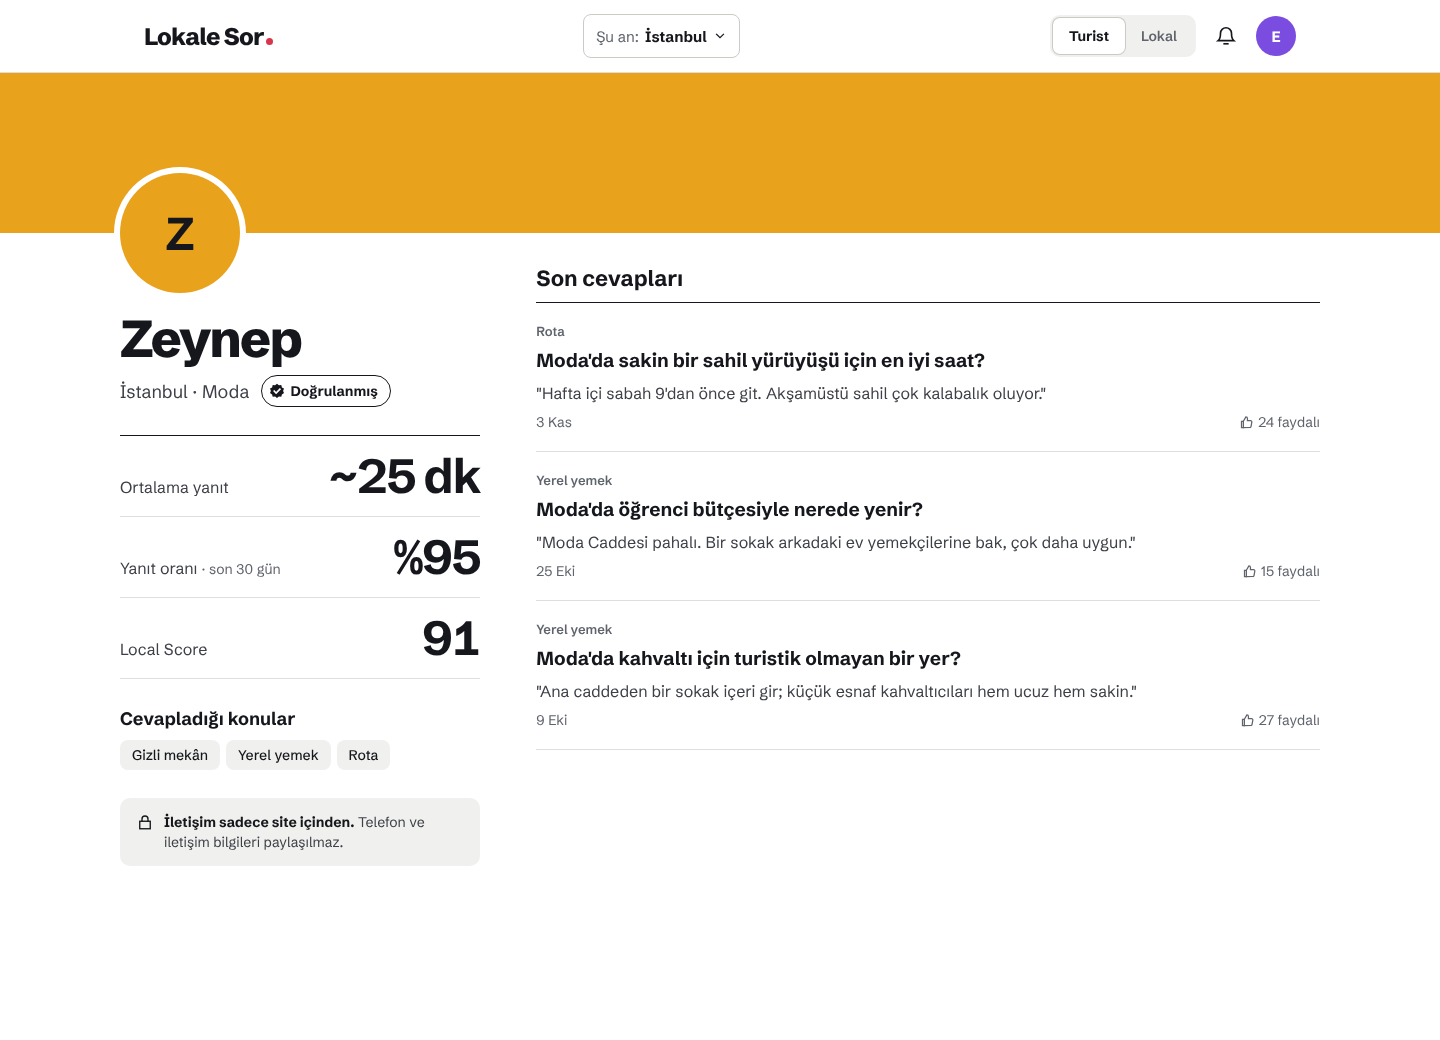 Lokale Sor.
Şu an: İstanbul
Turist
Lokal
E
Z
Zeynep
İstanbul · Moda
Doğrulanmış
Ortalama yanıt
~25 dk
Yanıt oranı · son 30 gün
%95
Local Score
91
Cevapladığı konular
Gizli mekân
Yerel yemek
Rota
İletişim sadece site içinden. Telefon ve
iletişim bilgileri paylaşılmaz.
Son cevapları
Rota
Moda'da sakin bir sahil yürüyüşü için en iyi saat?
"Hafta içi sabah 9'dan önce git. Akşamüstü sahil çok kalabalık oluyor."
3 Kas
24 faydalı
Yerel yemek
Moda'da öğrenci bütçesiyle nerede yenir?
"Moda Caddesi pahalı. Bir sokak arkadaki ev yemekçilerine bak, çok daha uygun."
25 Eki
15 faydalı
Yerel yemek
Moda'da kahvaltı için turistik olmayan bir yer?
"Ana caddeden bir sokak içeri gir; küçük esnaf kahvaltıcıları hem ucuz hem sakin."
9 Eki
27 faydalı